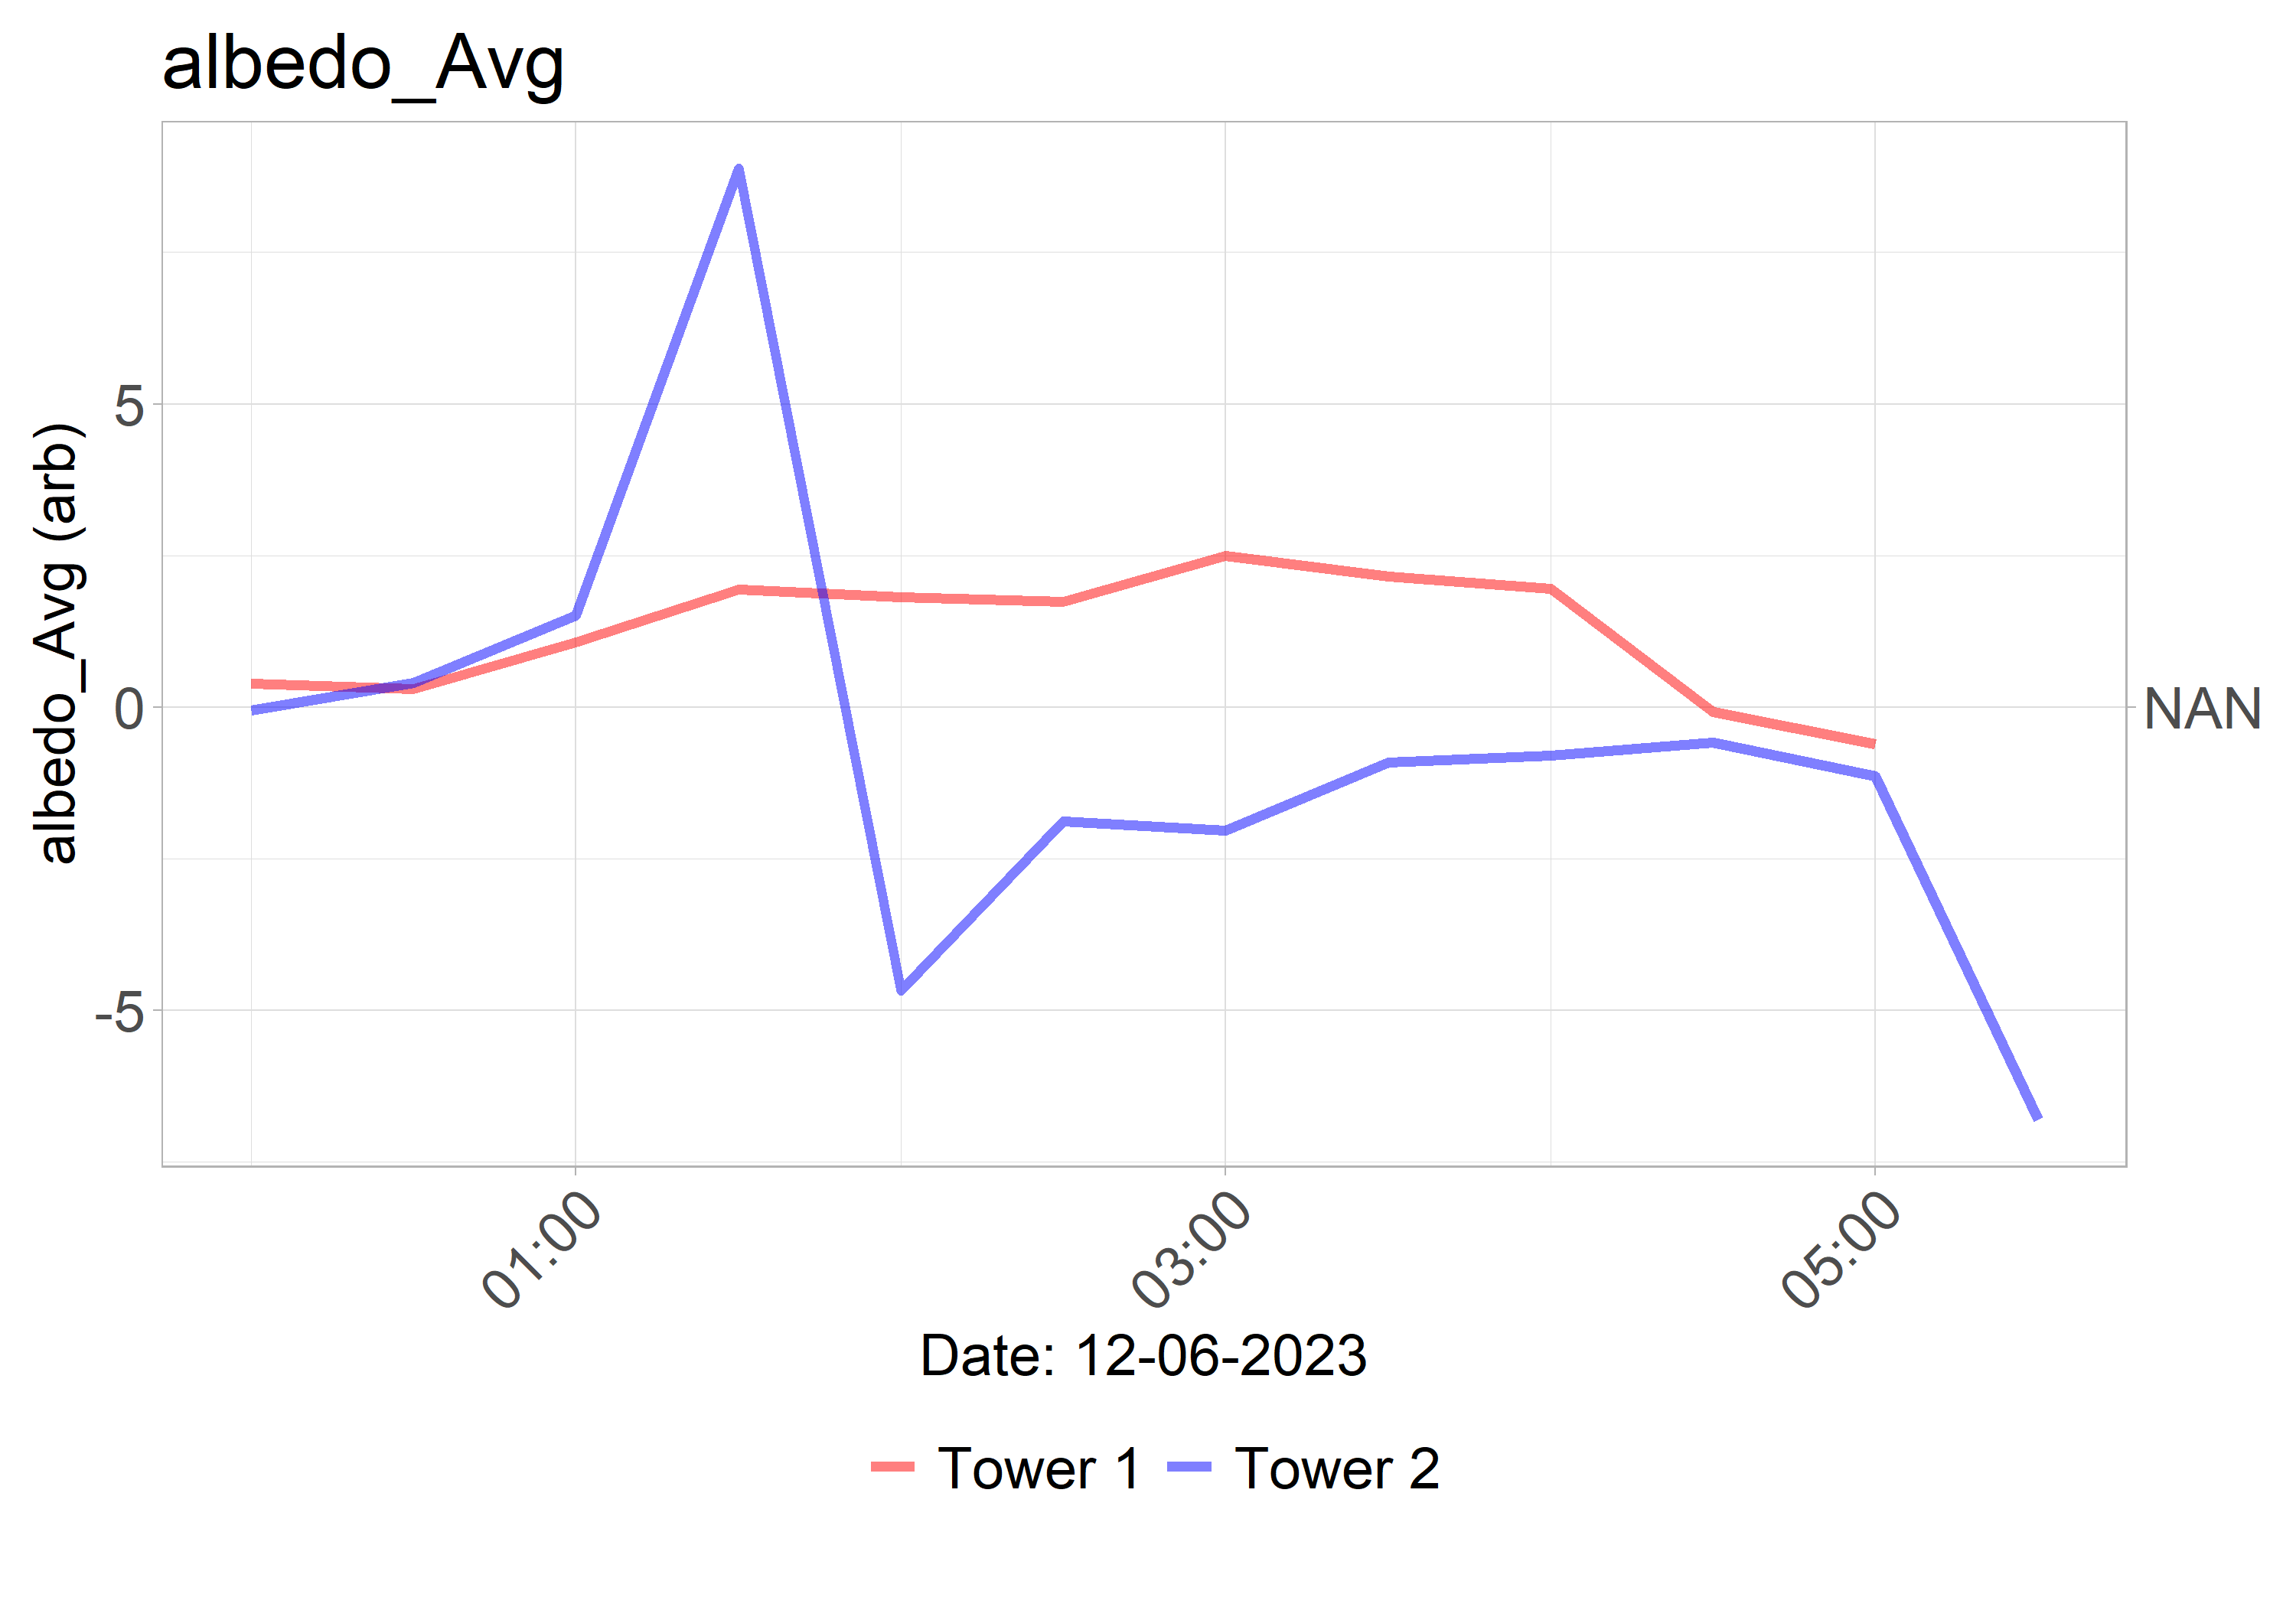 albedo_Avg
albedo_Avg (arb)
5
0
-5
NAN
01:00
03:00
05:00
Date: 12-06-2023
Tower 1
Tower 2